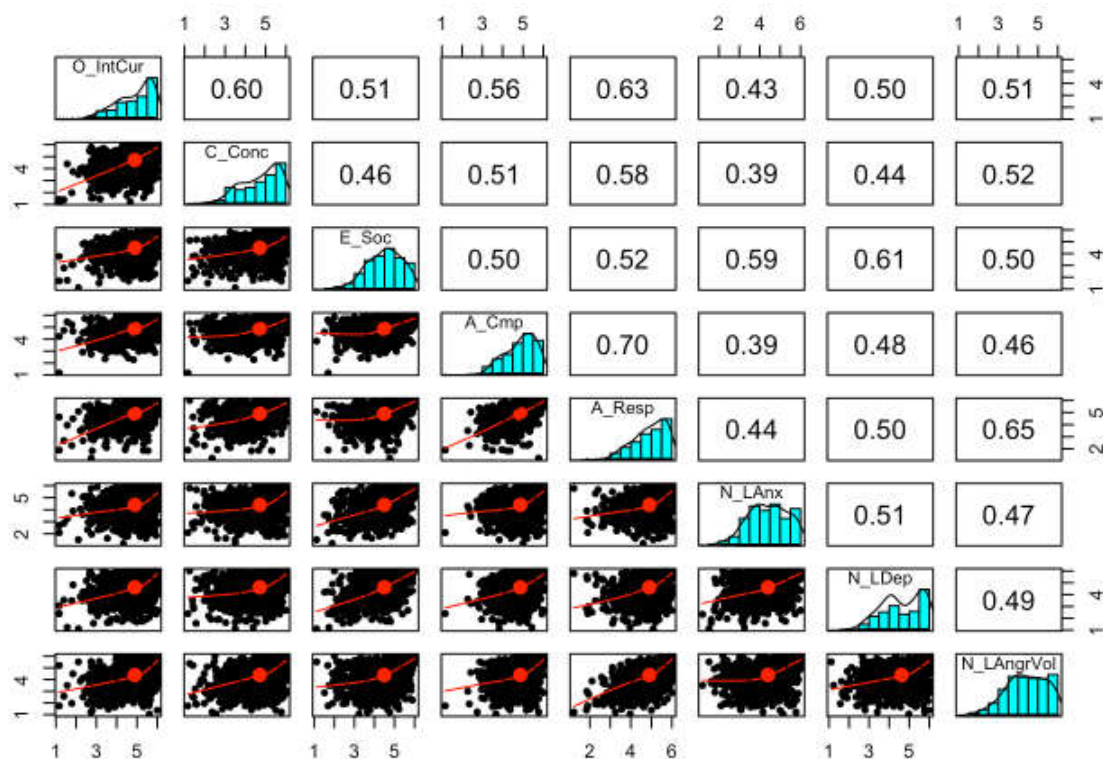 1 3 5 1 3 5 1 2 3 4 5 6 1 3 5
O_IntCur 0.60 0.51 0.56 0.63 0.43 0.50 0.51 1 4
4 1 C_Conc 0.46 0.51 0.58 0.39 0.44 0.52
E_Soc 0.50 0.52 0.59 0.61 0.50 1 4
4 1 A_Cmp 0.70 0.39 0.48 0.46
A_Resp 0.44 0.50 0.65 2 5
5 2 N_LAnx 0.51 0.47
N_LDep 0.49 1 4
4 1 N_LAngrVol
1 3 5 1 3 5 2 3 4 5 6 1 3 5